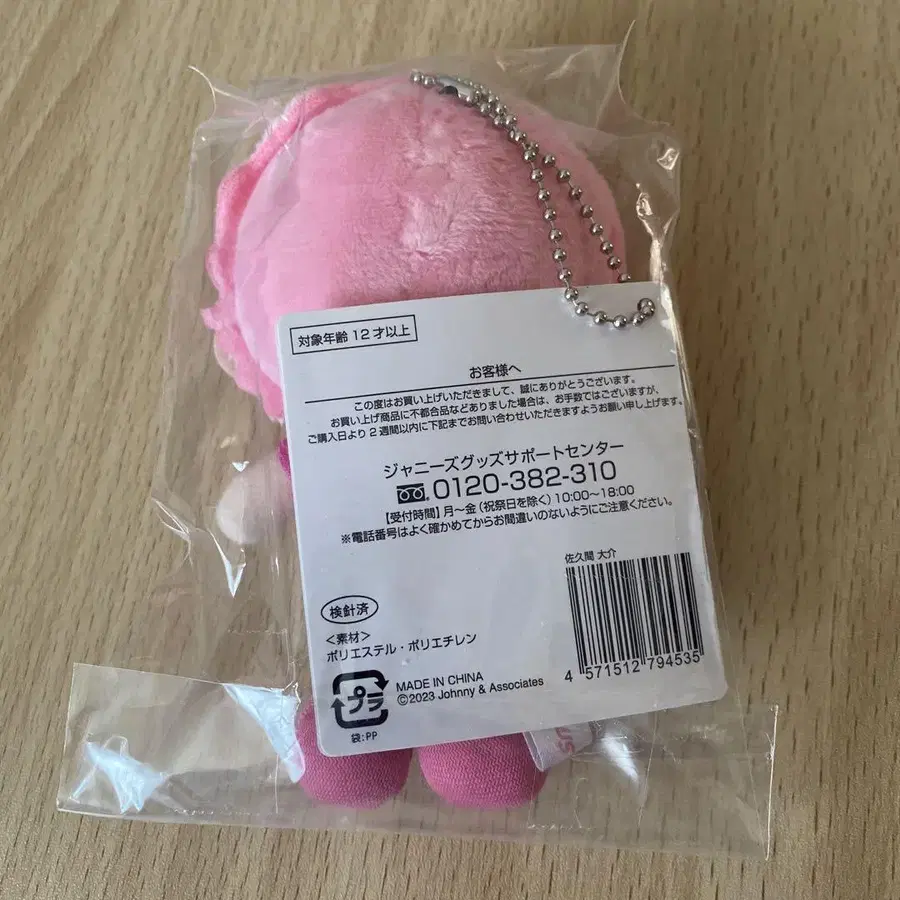 対象年齢 12才以上
お客様へ
この度はお買い上げいただきまして、誠にありがとうございます。
お買い上げ商品に不都合品などありました場合は、お手数ではございますが、
ご購入日より2週間以内に下記までお問い合わせいただきますようお願い申し上げます。
ジャニーズグッズサポートセンター
0120-382-310
【受付時間】月～金(祝祭日を除く)10:00～18:00
※電話番号はよく確かめてからお間違いのないようにご注意ください。
佐久間 大介
4 571512 794535
検針済
<素材>
ポリエステル・ポリエチレン
プラ
袋:PP
MADE IN CHINA
©2023 Johnny & Associates